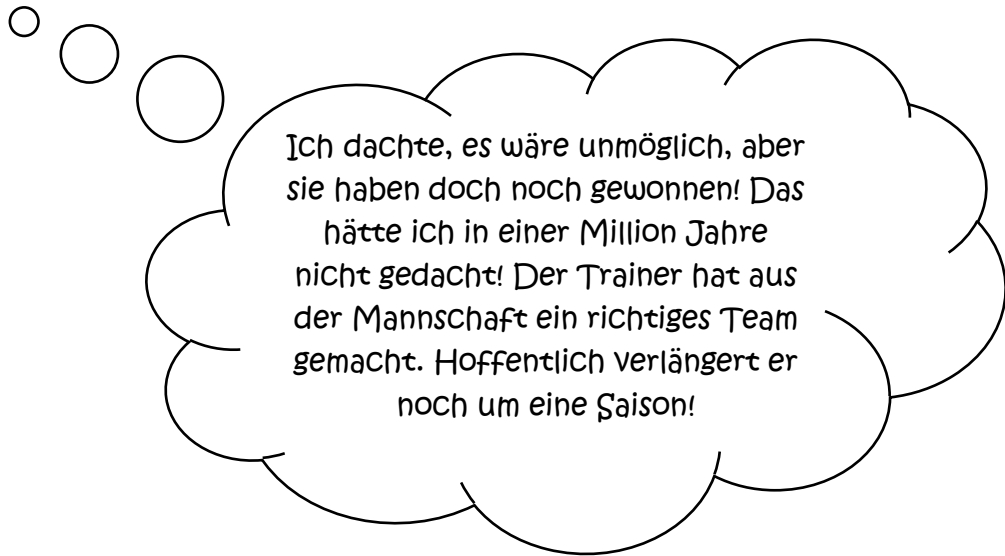 Ich dachte, es wäre unmöglich, aber
sie haben doch noch gewonnen! Das
hätte ich in einer Million Jahre
nicht gedacht! Der Trainer hat aus
der Mannschaft ein richtiges Team
gemacht. Hoffentlich verlängert er
noch um eine Saison!